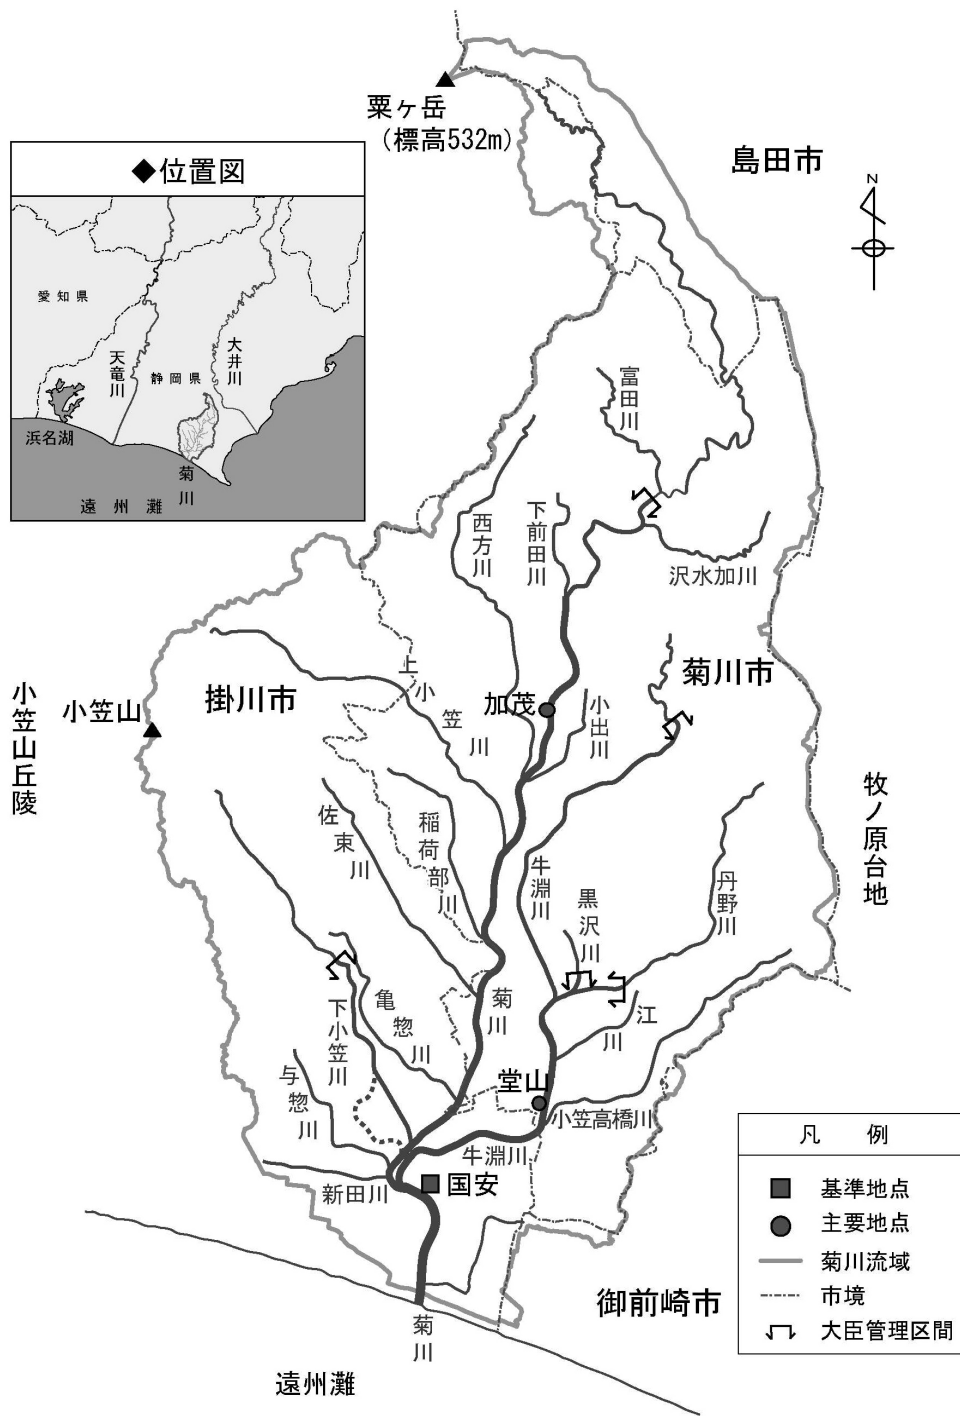 粟ヶ岳
(標高532m)
島田市
N
◆位置図
愛知県
天竜川
静岡県
大井川
浜名湖
菊川
遠州灘
富田川
西方川
下前田川
沢水加川
小笠山丘陵
小笠山
掛川市
上小笠川
加茂
小出川
菊川市
牧ノ原台地
佐束川
稲荷部川
牛淵川
黒沢川
丹野川
菊川
亀惣川
下小笠川
与惣川
江川
堂山
小笠高橋川
牛淵川
新田川
国安
御前崎市
菊川
遠州灘
凡例
基準地点
主要地点
菊川流域
市境
大臣管理区間